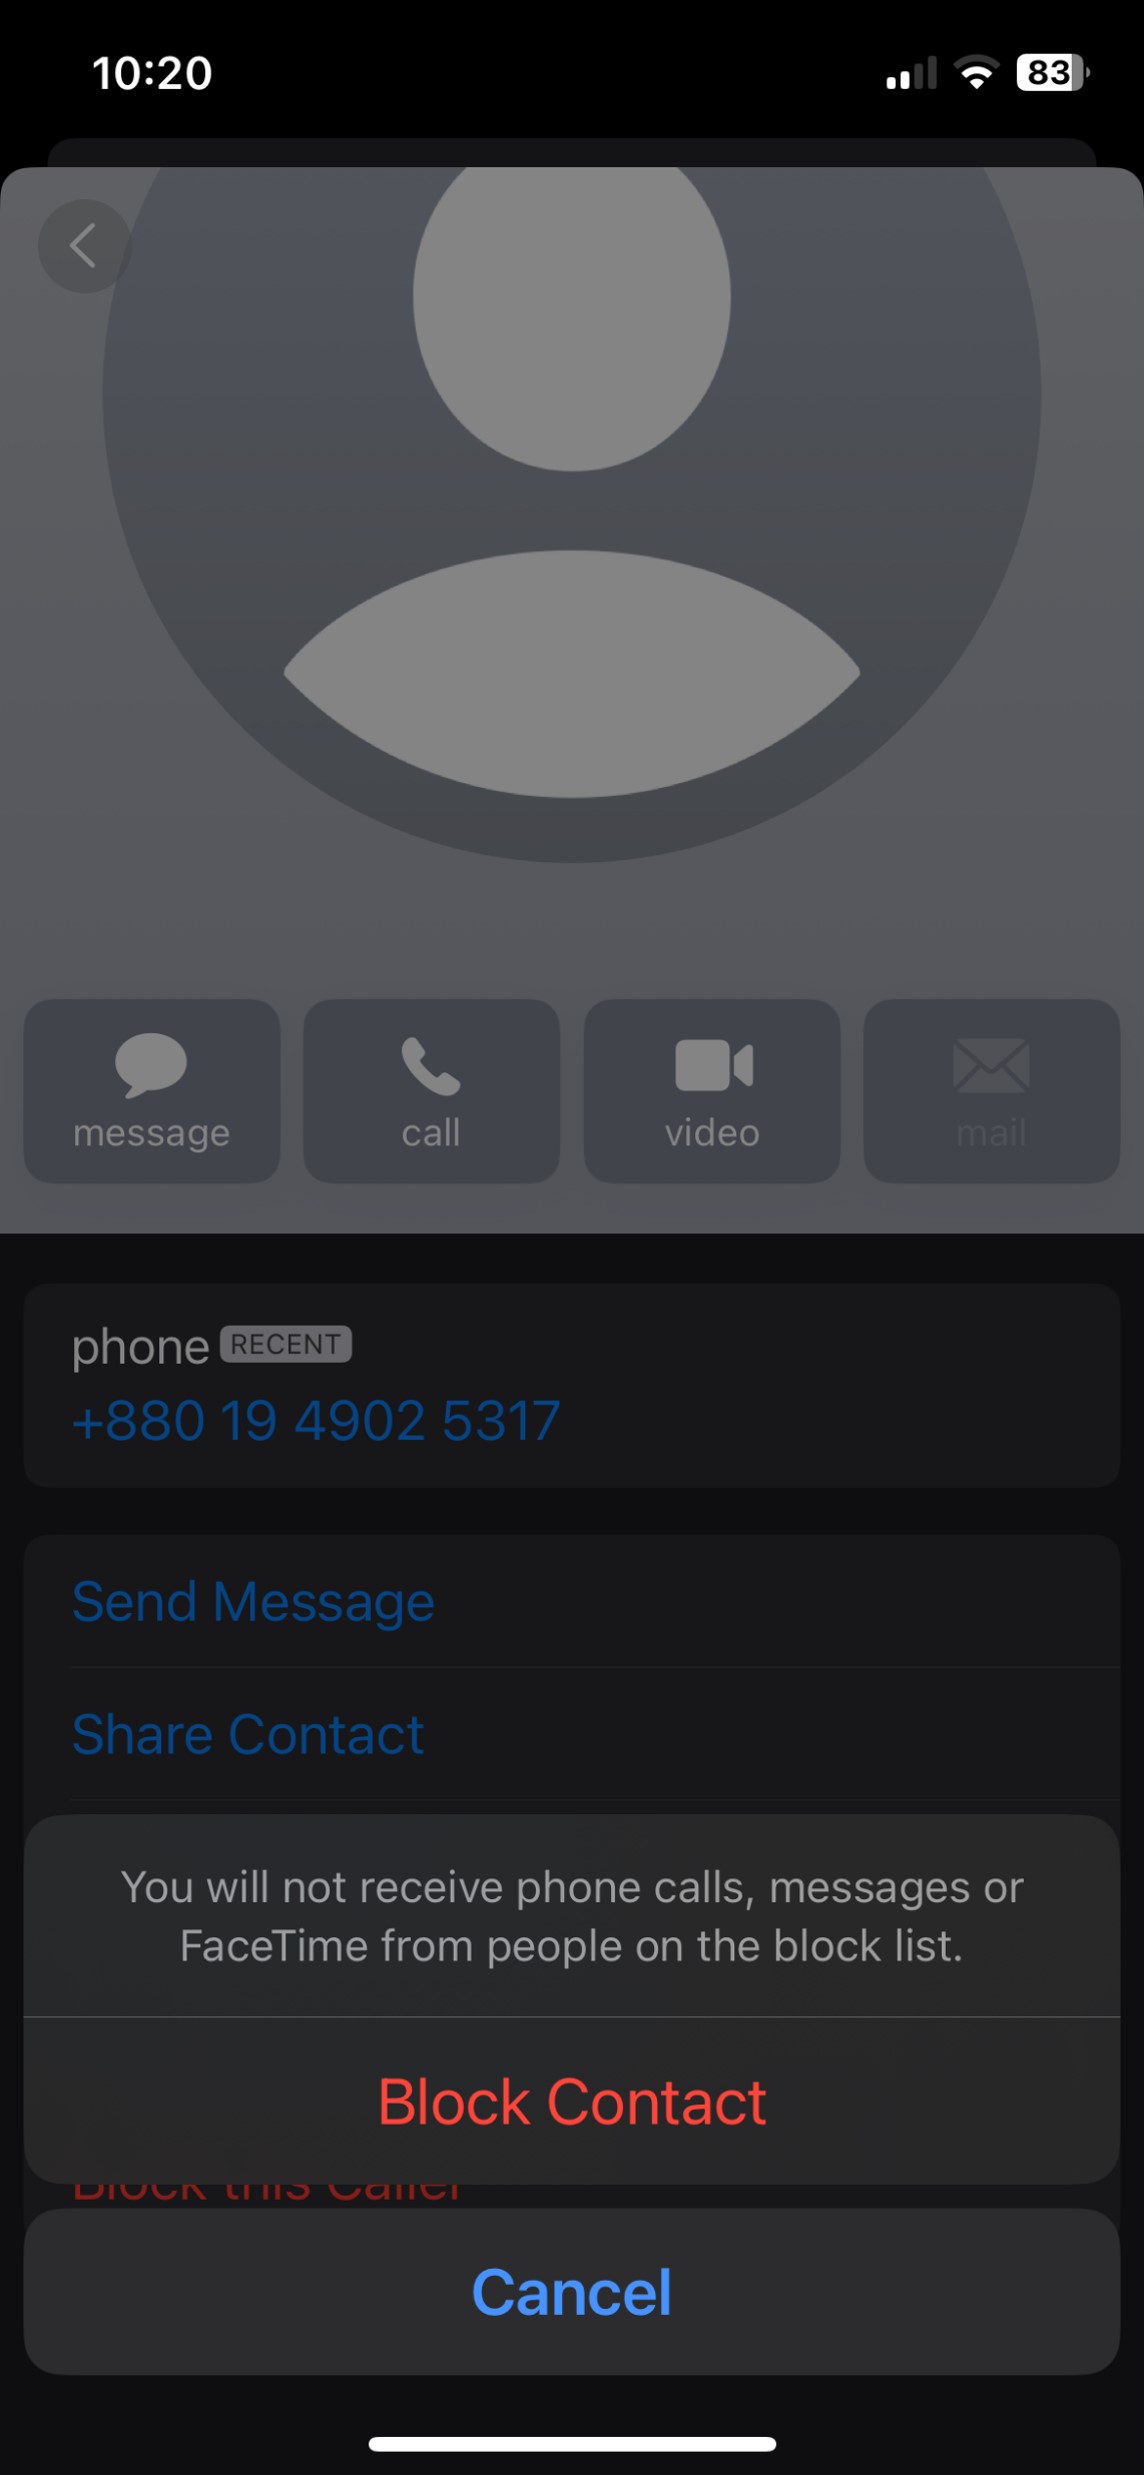 10:20
83
message
call
video
mail
phone RECENT
+880 19 4902 5317
Send Message
Share Contact
You will not receive phone calls, messages or
FaceTime from people on the block list.
Block Contact
Block this Caller
Cancel